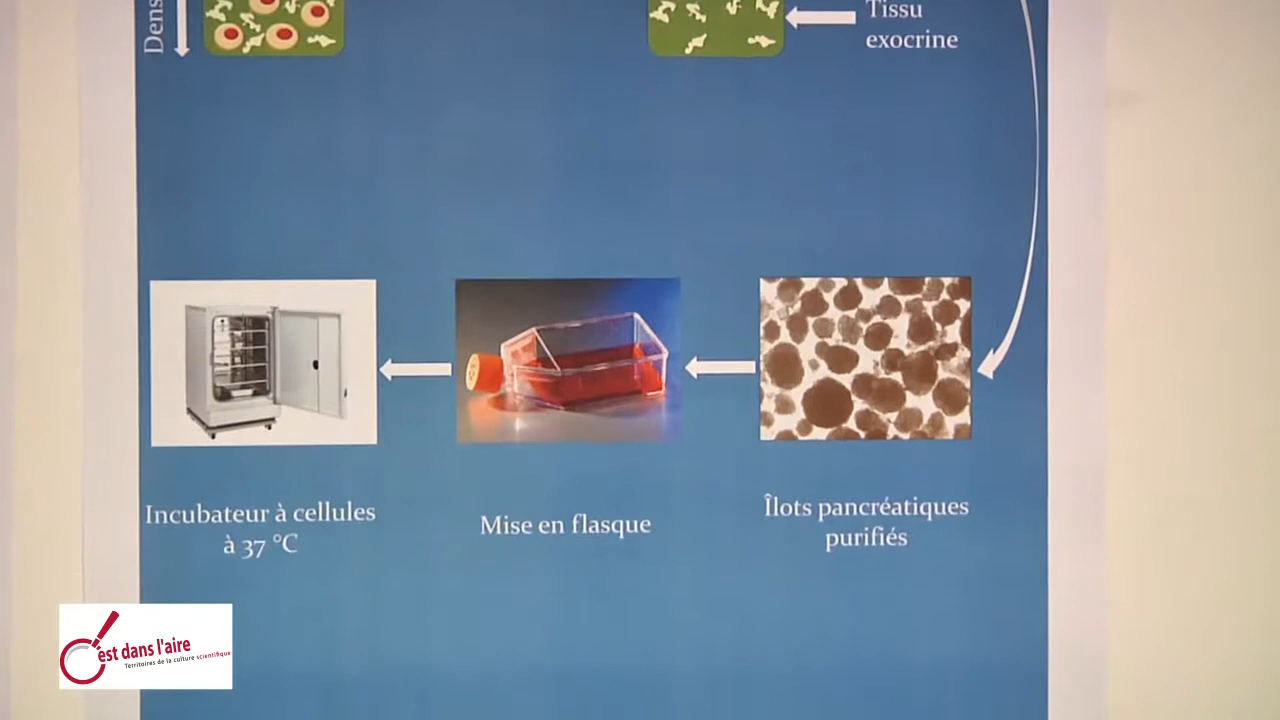 Tissu
exocrine
Incubateur à cellules
à 37 °C
Mise en flasque
Îlots pancréatiques
purifiés
C'est dans l'aire
Territoires de la culture scientifique